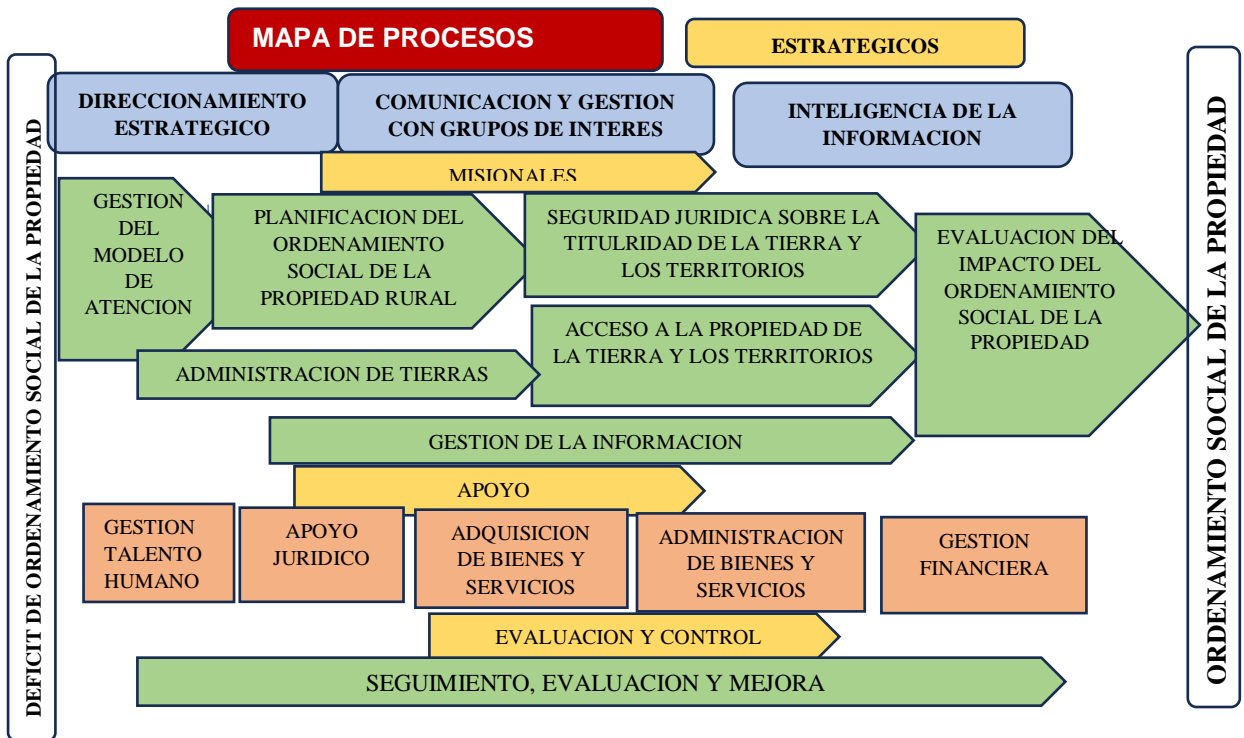 MAPA DE PROCESOS
ESTRATEGICOS
DEFICIT DE ORDENAMIENTO SOCIAL DE LA PROPIEDAD
DIRECCIONAMIENTO
ESTRATEGICO
COMUNICACION Y GESTION
CON GRUPOS DE INTERES
INTELIGENCIA DE LA
INFORMACION
MISIONALES
GESTION
DEL
MODELO
DE
ATENCION
PLANIFICACION DEL
ORDENAMIENTO
SOCIAL DE LA
PROPIEDAD RURAL
SEGURIDAD JURIDICA SOBRE LA
TITULRIDAD DE LA TIERRA Y
LOS TERRITORIOS
EVALUACION DEL
IMPACTO DEL
ORDENAMIENTO
SOCIAL DE LA
PROPIEDAD
ACCESO A LA PROPIEDAD DE
LA TIERRA Y LOS TERRITORIOS
ADMINISTRACION DE TIERRAS
GESTION DE LA INFORMACION
APOYO
GESTION
TALENTO
HUMANO
APOYO
JURIDICO
ADQUISICION
DE BIENES Y
SERVICIOS
ADMINISTRACION
DE BIENES Y
SERVICIOS
GESTION
FINANCIERA
EVALUACION Y CONTROL
SEGUIMIENTO, EVALUACION Y MEJORA
ORDENAMIENTO SOCIAL DE LA PROPIEDAD